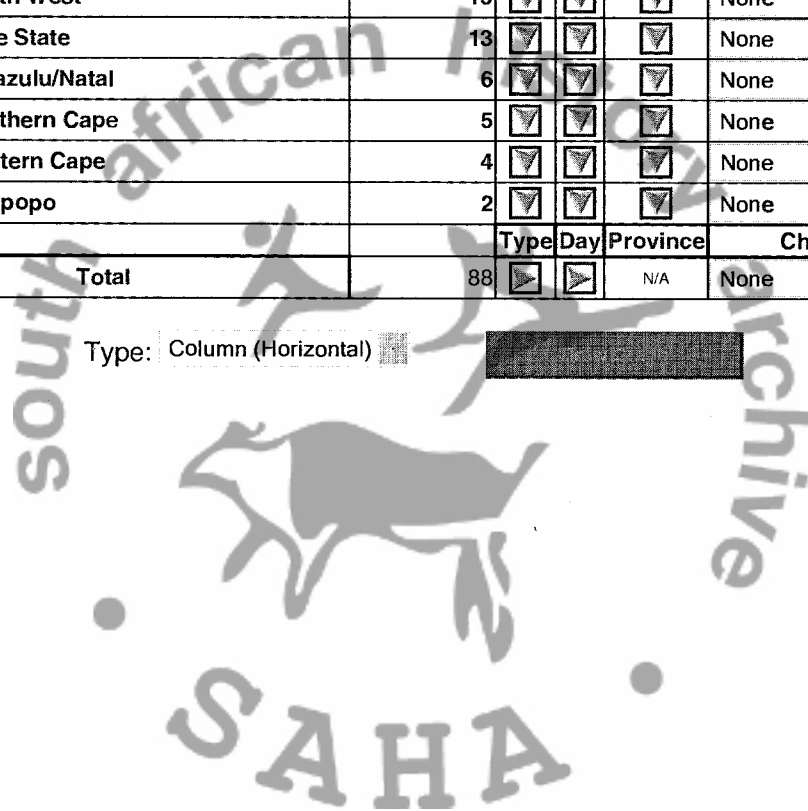 e State 13 None
azulu/Natal 6 None
thern Cape 5 None
tern Cape 4 None
popo 2 None
Type Day Province Ch
Total 88 N/A None
Type: Column (Horizontal)
south african history archive
SAHA